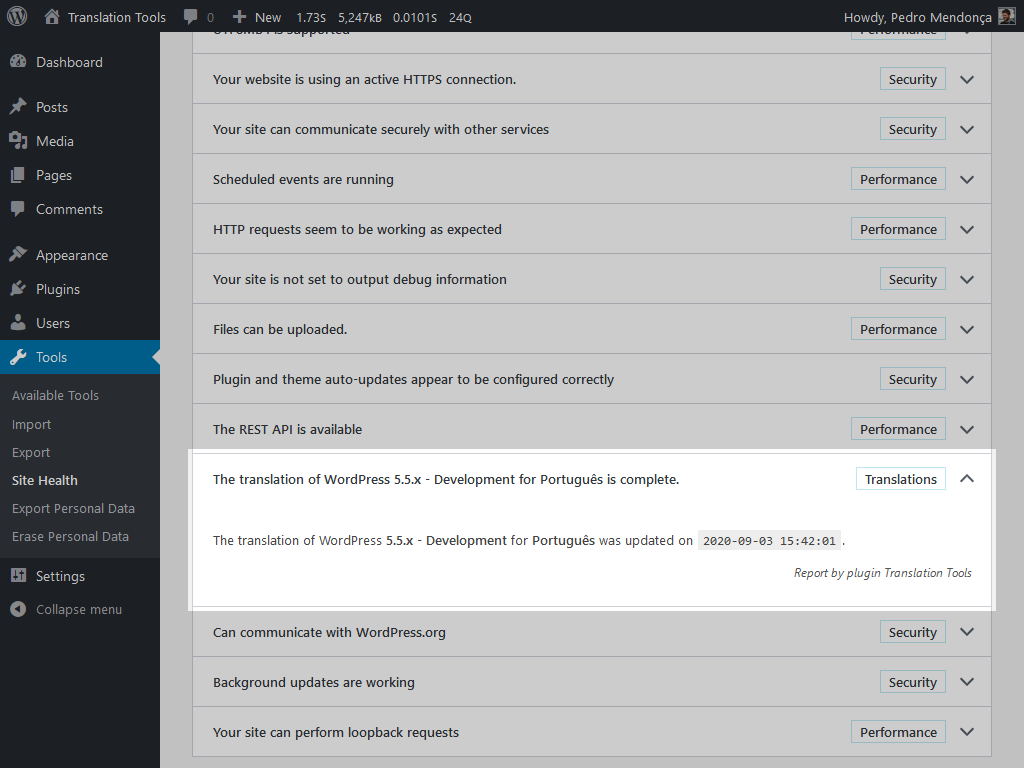 Translation Tools 0 New 1.73s 5,247kB 0.0101s 24Q Howdy, Pedro Mendonça
Dashboard
Posts
Media
Pages
Comments
Appearance
Plugins
Users
Tools
Available Tools
Import
Export
Site Health
Export Personal Data
Erase Personal Data
Settings
Collapse menu
Your website is using an active HTTPS connection. Security
Your site can communicate securely with other services Security
Scheduled events are running Performance
HTTP requests seem to be working as expected Performance
Your site is not set to output debug information Security
Files can be uploaded. Performance
Plugin and theme auto-updates appear to be configured correctly Security
The REST API is available Performance
The translation of WordPress 5.5.x - Development for Português is complete. Translations
The translation of WordPress 5.5.x - Development for Português was updated on 2020-09-03 15:42:01 .
Report by plugin Translation Tools
Can communicate with WordPress.org Security
Background updates are working Security
Your site can perform loopback requests Performance